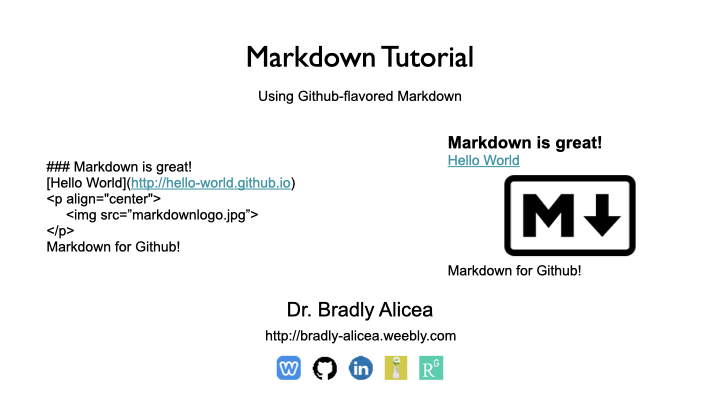 Markdown Tutorial
Using Github-flavored Markdown
### Markdown is great!
[Hello World](http://hello-world.github.io)
<p align="center">
<img src=”markdownlogo.jpg”>
</p>
Markdown for Github!
Markdown is great!
Hello World
M
Markdown for Github!
Dr. Bradly Alicea
http://bradly-alicea.weebly.com
W in i RG